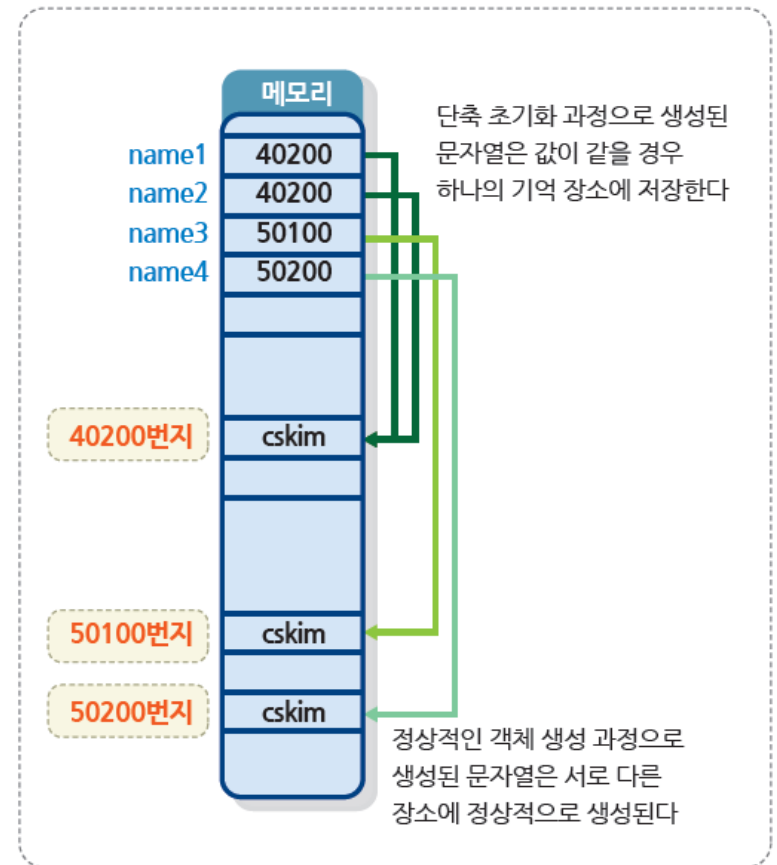 메모리
단축 초기화 과정으로 생성된
문자열은 값이 같을 경우
하나의 기억 장소에 저장한다
name1 40200
name2 40200
name3 50100
name4 50200
40200번지 cskim
50100번지 cskim
50200번지 cskim
정상적인 객체 생성 과정으로
생성된 문자열은 서로 다른
장소에 정상적으로 생성된다